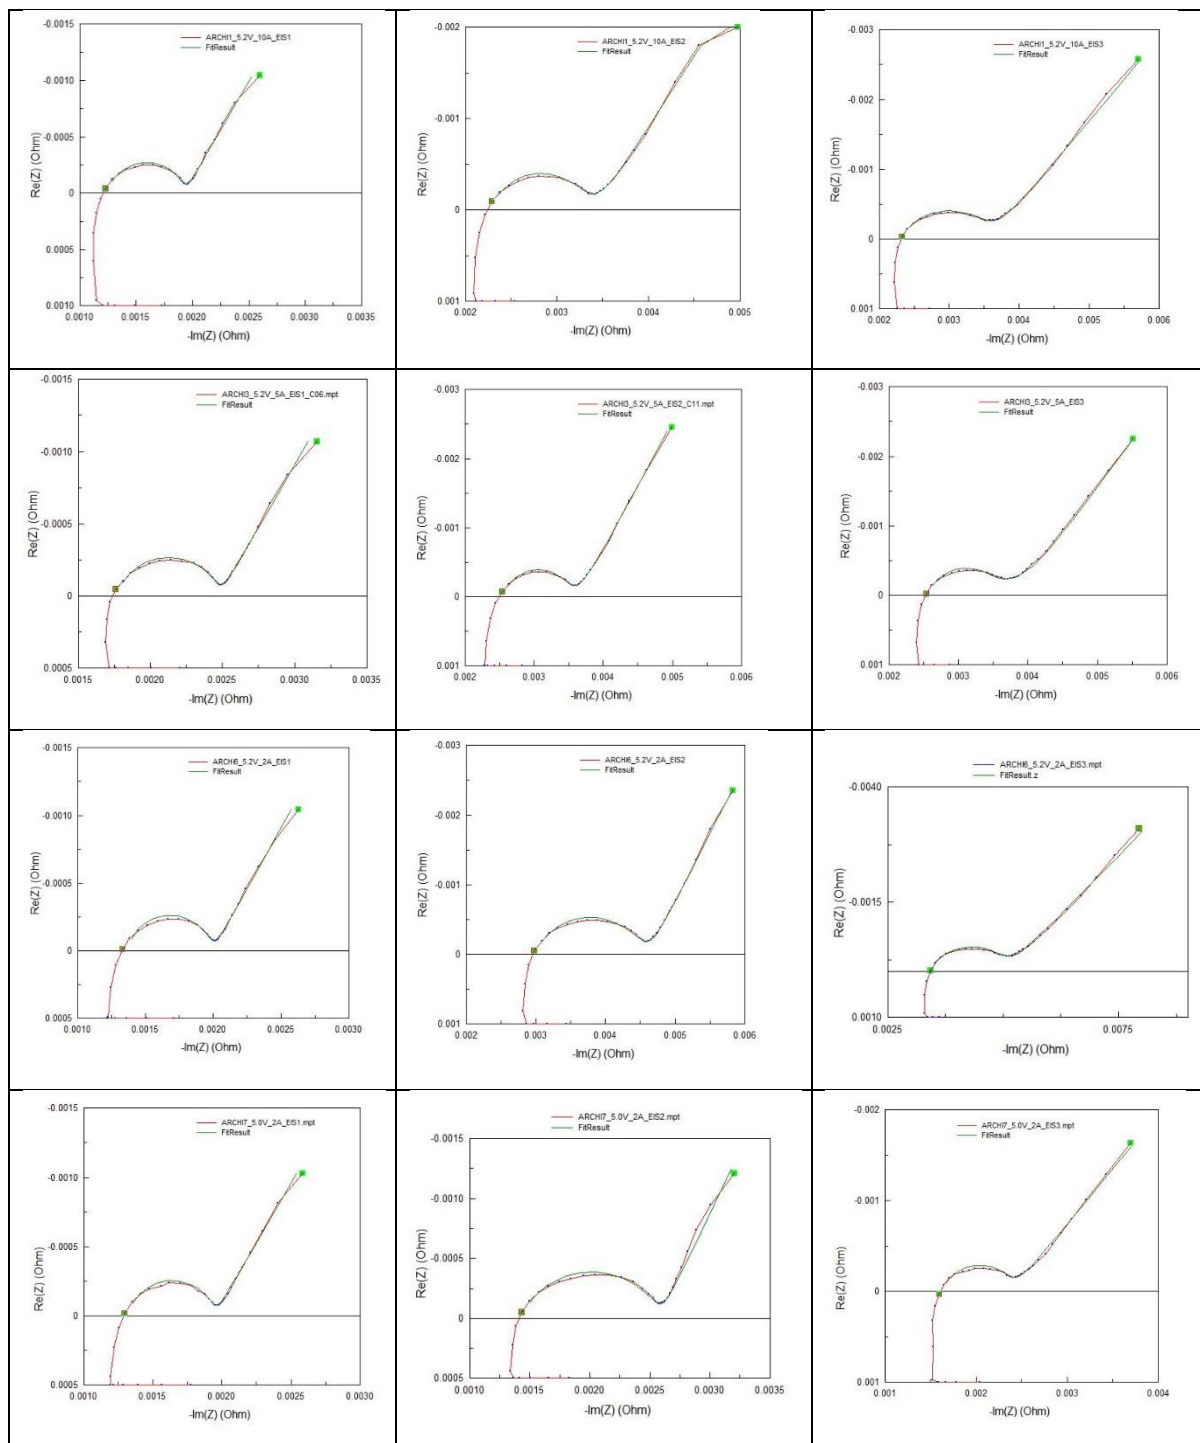 -0.0015
ARCHI1_5.2V_10A_EIS1
FitResult
-0.0010
-0.0005
0
0.0005
0.0010
Re(Z) (Ohm)
0.0010 0.0015 0.0020 0.0025 0.0030 0.0035
-Im(Z) (Ohm)
-0.002
ARCHI1_5.2V_10A_EIS2
FitResult
-0.001
0
0.001
Re(Z) (Ohm)
0.002 0.003 0.004 0.005
-Im(Z) (Ohm)
-0.003
ARCHI1_5.2V_10A_EIS3
FitResult
-0.002
-0.001
0
0.001
Re(Z) (Ohm)
0.002 0.003 0.004 0.005 0.006
-Im(Z) (Ohm)
-0.0015
ARCHI3_5.2V_5A_EIS1_C06.mpt
FitResult
-0.0010
-0.0005
0
0.0005
Re(Z) (Ohm)
0.0015 0.0020 0.0025 0.0030 0.0035
-Im(Z) (Ohm)
-0.003
ARCHI3_5.2V_5A_EIS2_C11.mpt
FitResult
-0.002
-0.001
0
0.001
Re(Z) (Ohm)
0.002 0.003 0.004 0.005 0.006
-Im(Z) (Ohm)
-0.003
ARCHI3_5.2V_5A_EIS3
FitResult
-0.002
-0.001
0
0.001
Re(Z) (Ohm)
0.002 0.003 0.004 0.005 0.006
-Im(Z) (Ohm)
-0.0015
ARCHI6_5.2V_2A_EIS1
FitResult
-0.0010
-0.0005
0
0.0005
Re(Z) (Ohm)
0.0010 0.0015 0.0020 0.0025 0.0030
-Im(Z) (Ohm)
-0.003
ARCHI6_5.2V_2A_EIS2
FitResult
-0.002
-0.001
0
0.001
Re(Z) (Ohm)
0.002 0.003 0.004 0.005 0.006
-Im(Z) (Ohm)
ARCHI6_5.2V_2A_EIS3.mpt
FitResult.z
-0.0040
-0.0015
0.0010
Re(Z) (Ohm)
0.0025 0.0075
-Im(Z) (Ohm)
-0.0015
ARCHI7_5.0V_2A_EIS1.mpt
FitResult
-0.0010
-0.0005
0
0.0005
Re(Z) (Ohm)
0.0010 0.0015 0.0020 0.0025 0.0030
-Im(Z) (Ohm)
ARCHI7_5.0V_2A_EIS2.mpt
FitResult
-0.0015
-0.0010
-0.0005
0
0.0005
Re(Z) (Ohm)
0.0010 0.0015 0.0020 0.0025 0.0030 0.0035
-Im(Z) (Ohm)
-0.002
ARCHI7_5.0V_2A_EIS3.mpt
FitResult
-0.001
0
0.001
Re(Z) (Ohm)
0.001 0.002 0.003 0.004
-Im(Z) (Ohm)